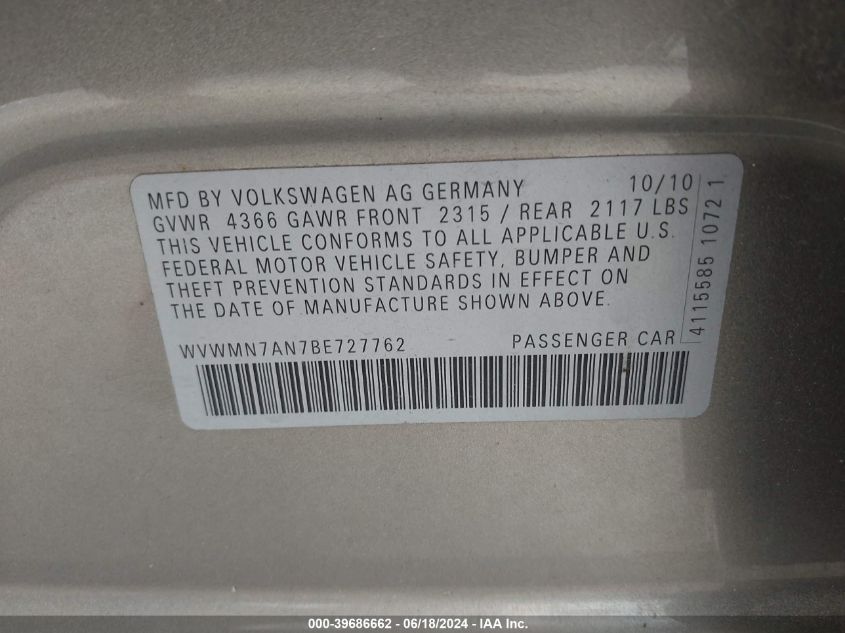 MFD BY VOLKSWAGEN AG GERMANY 10/10
GVWR 4366 GAWR FRONT 2315 / REAR 2117 LBS
THIS VEHICLE CONFORMS TO ALL APPLICABLE U.S.
FEDERAL MOTOR VEHICLE SAFETY, BUMPER AND
THEFT PREVENTION STANDARDS IN EFFECT ON
THE DATE OF MANUFACTURE SHOWN ABOVE.
WVWMN7AN7BE727762 PASSENGER CAR
4115585 1072 1
000-39686662 - 06/18/2024 - IAA Inc.